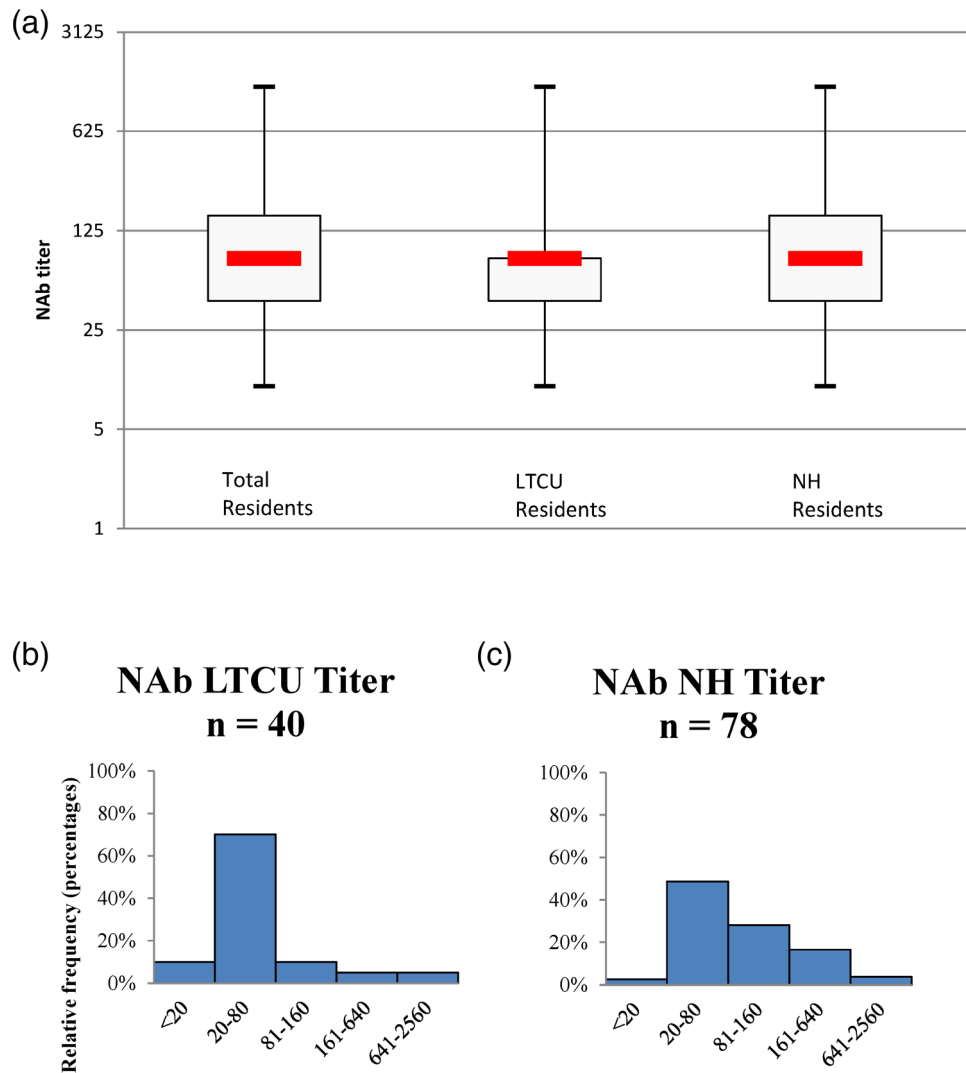 (a)
3125
625
125
25
5
1
NAb titer
Total
Residents
LTCU
Residents
NH
Residents
(b)
NAb LTCU Titer
n = 40
Relative frequency (percentages)
100%
80%
60%
40%
20%
0%
<20
20-80
81-160
161-640
641-2560
(c)
NAb NH Titer
n = 78
100%
80%
60%
40%
20%
0%
<20
20-80
81-160
161-640
641-2560